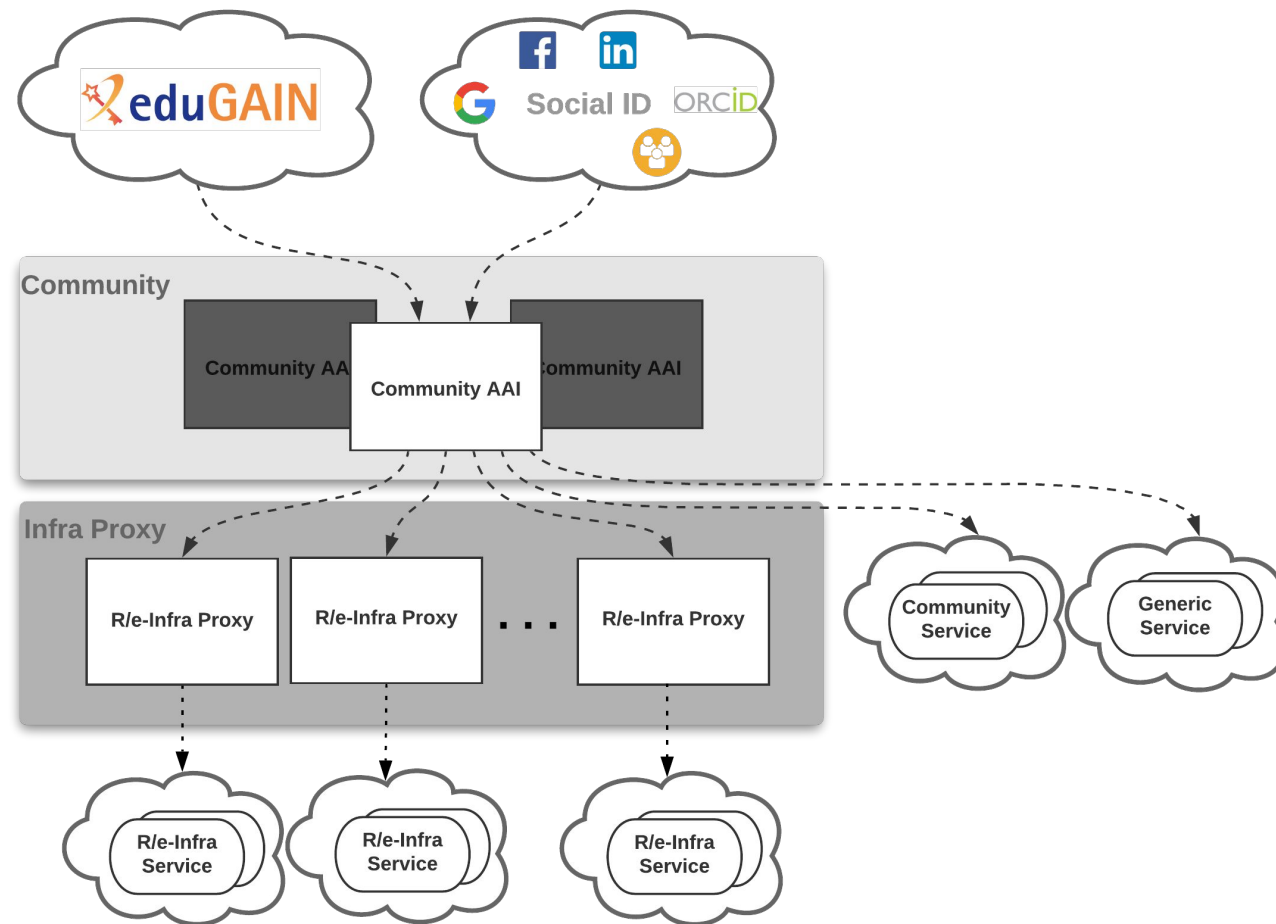 eduGAIN
f
in
G
Social ID
ORCID
Community
Community AA
Community AAI
ommunity AAI
Infra Proxy
R/e-Infra Proxy
R/e-Infra Proxy
. . .
R/e-Infra Proxy
Community
Service
Generic
Service
R/e-Infra
Service
R/e-Infra
Service
R/e-Infra
Service